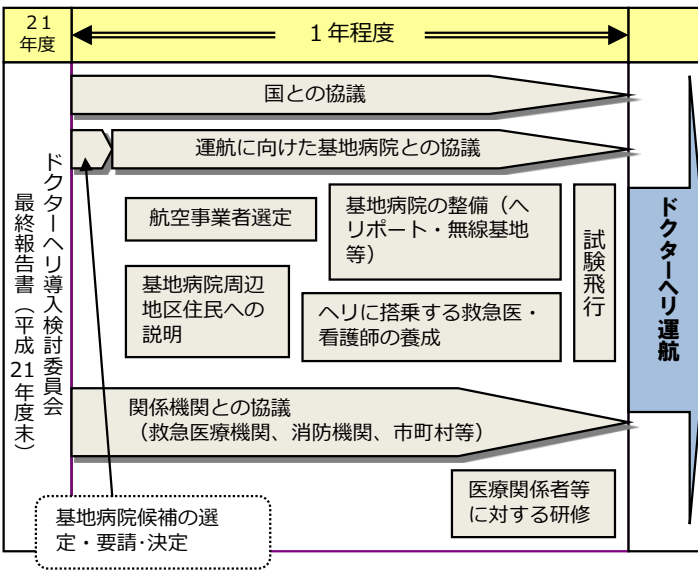 21
年度
1年程度
ドクターヘリ導入検討委員会
最終報告書（平成21年度末）
国との協議
運航に向けた基地病院との協議
航空事業者選定
基地病院の整備（ヘ
リポート・無線基地
等）
試験飛行
基地病院周辺
地区住民への
説明
ヘリに搭乗する救急医・
看護師の養成
関係機関との協議
（救急医療機関、消防機関、市町村等）
医療関係者等
に対する研修
基地病院候補の選
定・要請・決定
ドクターヘリ運航